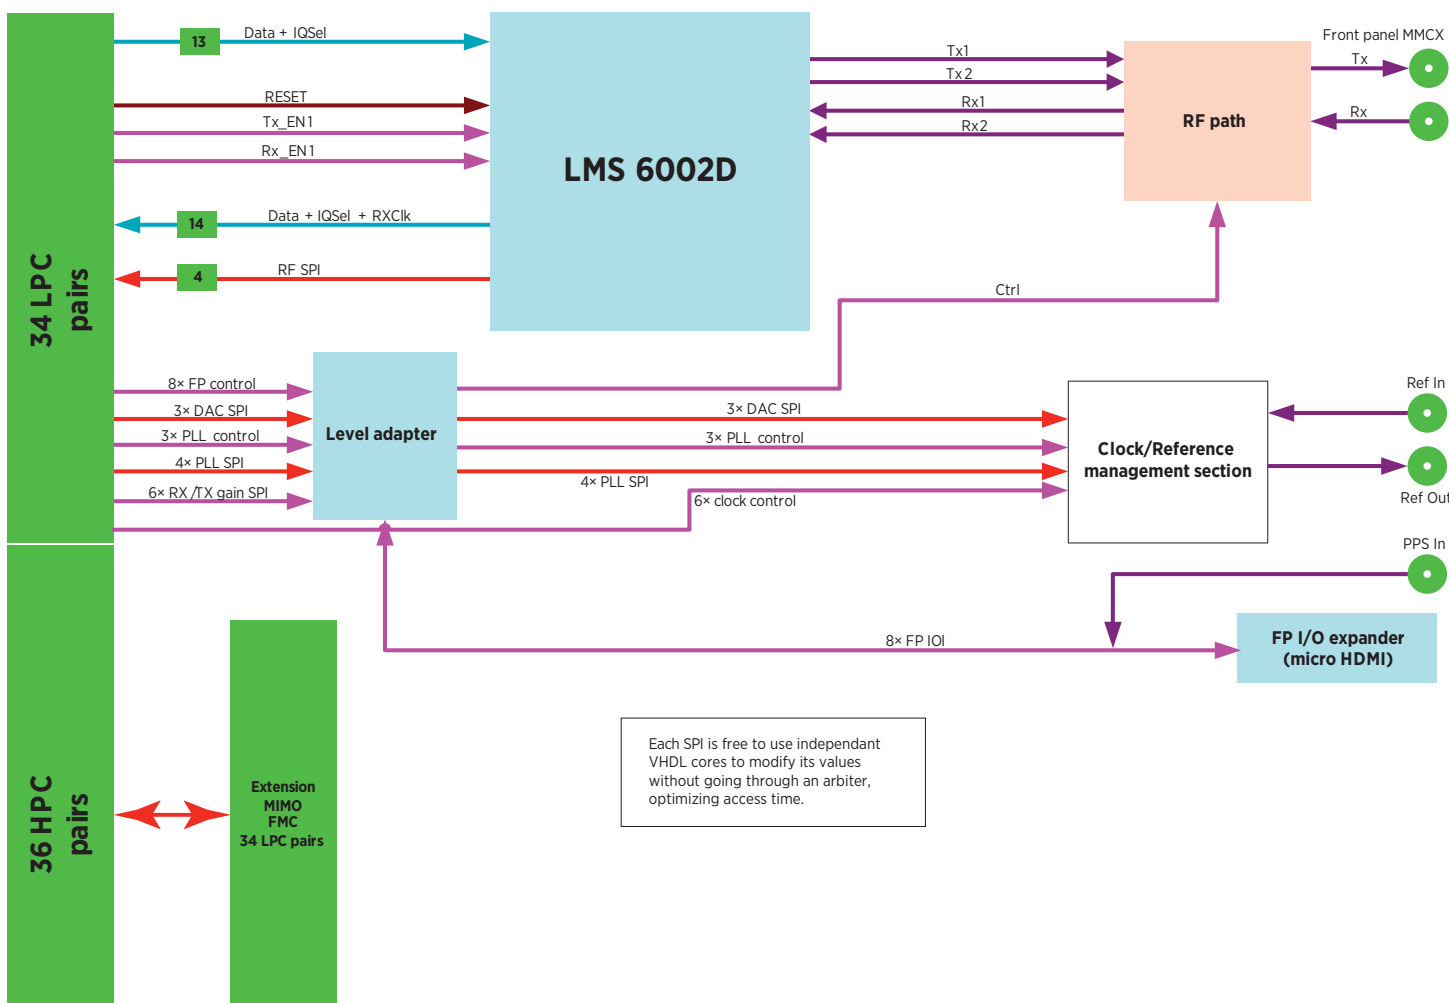 13
Data + IQSel
RESET
Tx_EN1
Rx_EN1
14
Data + IQSel + RXClk
4
RF SPI
34 LPC
pairs
LMS 6002D
Tx1
Tx2
Rx1
Rx2
RF path
Front panel MMCX
Tx
Rx
Ctrl
8× FP control
3× DAC SPI
3× PLL control
4× PLL SPI
6× RX/TX gain SPI
Level adapter
3× DAC SPI
3× PLL control
4× PLL SPI
6× clock control
Clock/Reference
management section
Ref In
Ref Out
PPS In
8× FP IOI
FP I/O expander
(micro HDMI)
36 HPC
pairs
Extension
MIMO
FMC
34 LPC pairs
Each SPI is free to use independant
VHDL cores to modify its values
without going through an arbiter,
optimizing access time.